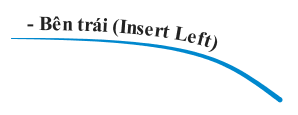 - Bên trái (Insert Left)